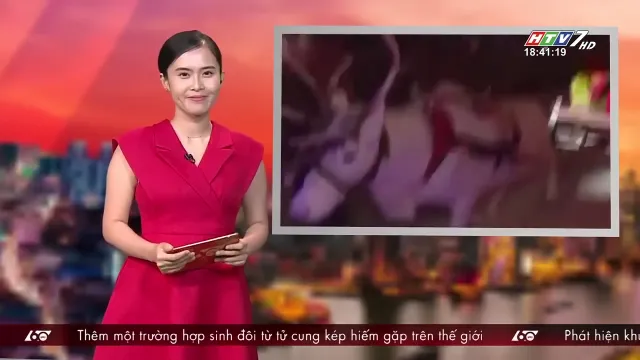 HTV7 HD
18:41:19
Thêm một trường hợp sinh đôi từ tử cung kép hiếm gặp trên thế giới
Phát hiện kh